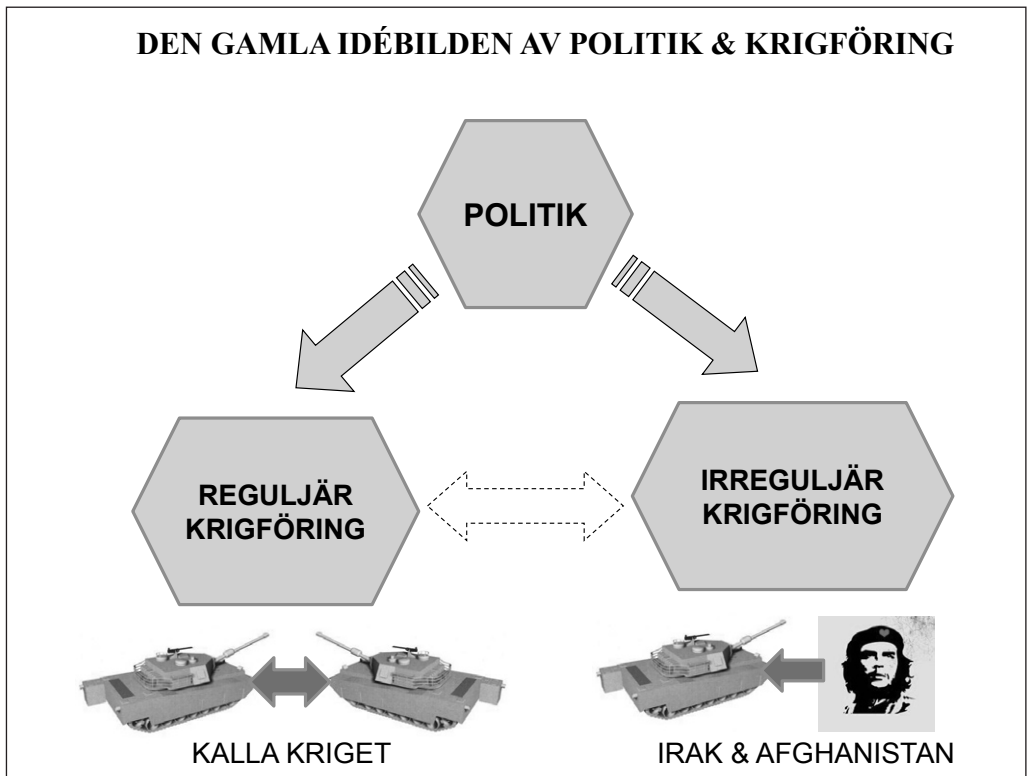 DEN GAMLA IDÉBILDEN AV POLITIK & KRIGFÖRING
POLITIK
REGULJÄR
KRIGFÖRING
IRREGULJÄR
KRIGFÖRING
KALLA KRIGET
IRAK & AFGHANISTAN